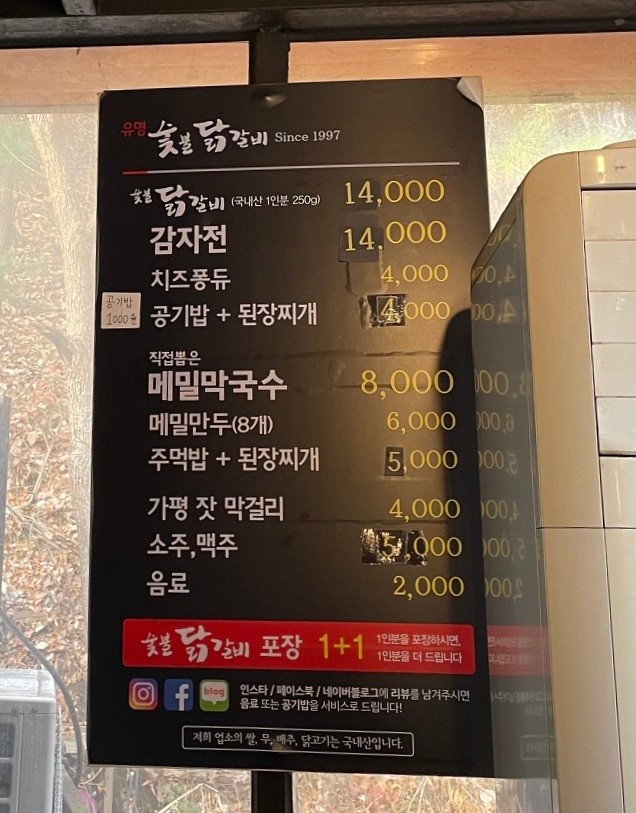 유명 숯불 닭갈비 Since 1997
숯불 닭갈비 (국내산 1인분 250g) 14,000
감자전 14,000
치즈퐁듀 4,000
공기밥 1000원
공기밥 + 된장찌개 4,000
직접뽑은
메밀막국수 8,000
메밀만두(8개) 6,000
주먹밥 + 된장찌개 5,000
가평 잣 막걸리 4,000
소주,맥주 5,000
음료 2,000
숯불 닭갈비 포장 1+1 1인분을 포장하시면,
1인분을 더 드립니다
blog
인스타 / 페이스북 / 네이버블로그에 리뷰를 남겨주시면
음료 또는 공기밥을 서비스로 드립니다!
저희 업소의 쌀, 무, 배추, 닭고기는 국내산입니다.